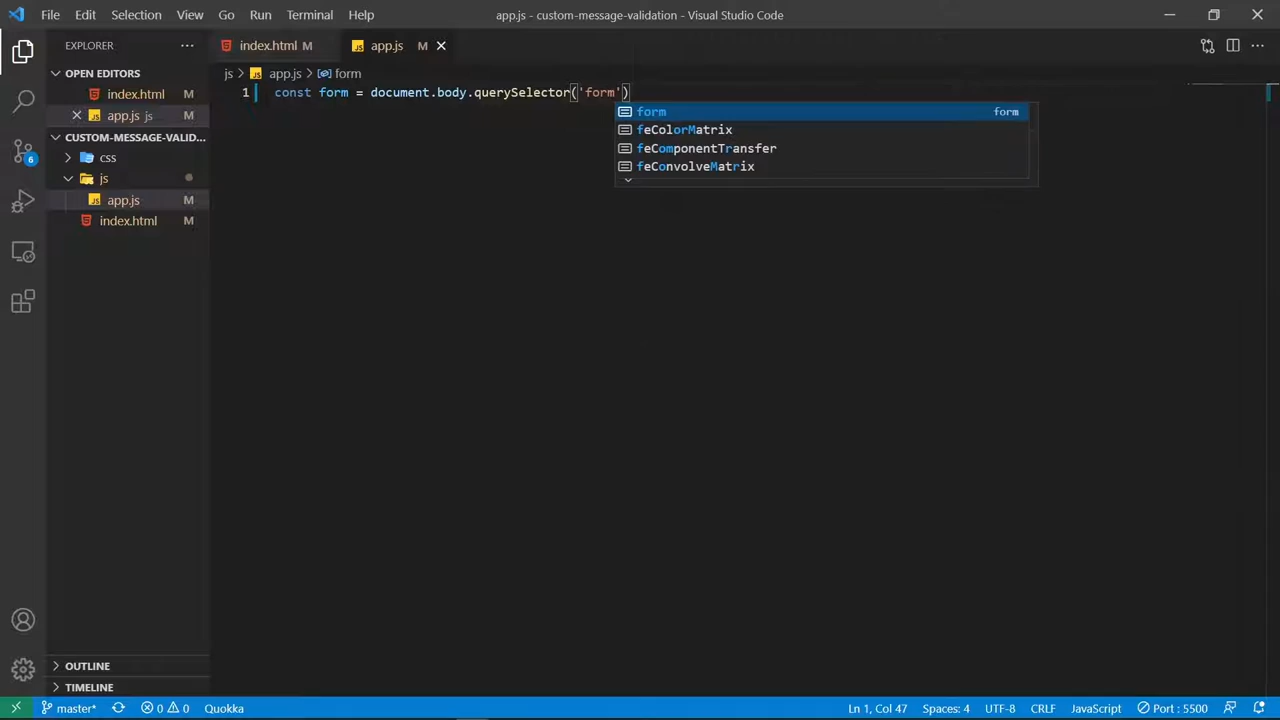 File Edit Selection View Go Run Terminal Help app.js - custom-message-validation - Visual Studio Code
EXPLORER
OPEN EDITORS
index.html M
app.js js M
CUSTOM-MESSAGE-VALID...
css
js
app.js M
index.html M
6
OUTLINE
TIMELINE
index.html M app.js M
js > app.js > form
1 const form = document.body.querySelector('form')
form form
feColorMatrix
feComponentTransfer
feConvolveMatrix
master* 0 0 Quokka Ln 1, Col 47 Spaces: 4 UTF-8 CRLF JavaScript Port : 5500